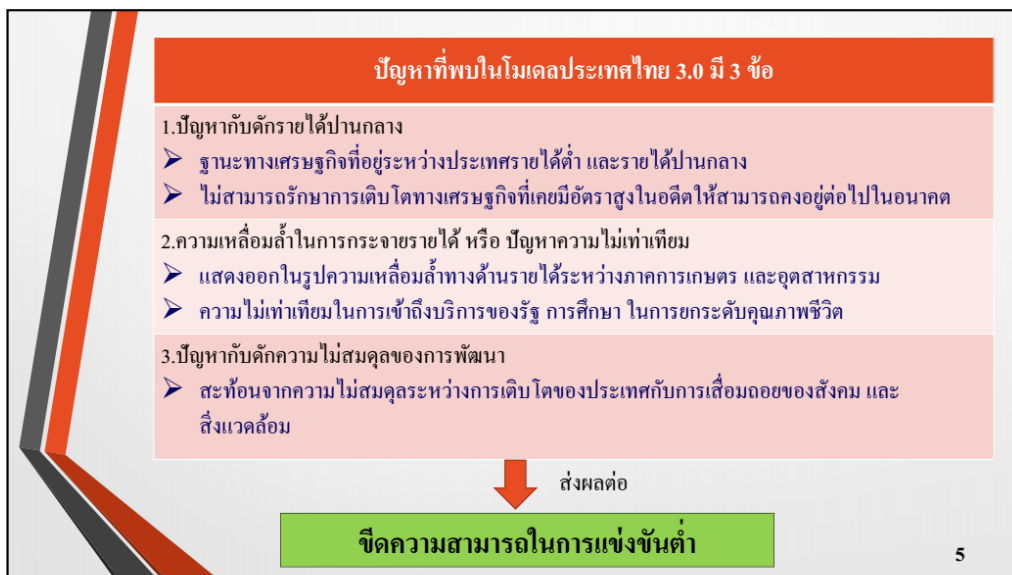 ปัญหาที่พบในโมเดลประเทศไทย 3.0 มี 3 ข้อ
1.ปัญหากับดักรายได้ปานกลาง
➢ ฐานะทางเศรษฐกิจที่อยู่ระหว่างประเทศรายได้ต่ำ และรายได้ปานกลาง
➢ ไม่สามารถรักษาการเติบโตทางเศรษฐกิจที่เคยมีอัตราสูงในอดีตให้สามารถคงอยู่ต่อไปในอนาคต
2.ความเหลื่อมล้ำในการกระจายรายได้ หรือ ปัญหาความไม่เท่าเทียม
➢ แสดงออกในรูปความเหลื่อมล้ำทางด้านรายได้ระหว่างภาคการเกษตร และอุตสาหกรรม
➢ ความไม่เท่าเทียมในการเข้าถึงบริการของรัฐ การศึกษา ในการยกระดับคุณภาพชีวิต
3.ปัญหากับดักความไม่สมดุลของการพัฒนา
➢ สะท้อนจากความไม่สมดุลระหว่างการเติบโตของประเทศกับการเสื่อมถอยของสังคม และ
สิ่งแวดล้อม
ส่งผลต่อ
ขีดความสามารถในการแข่งขันต่ำ
5